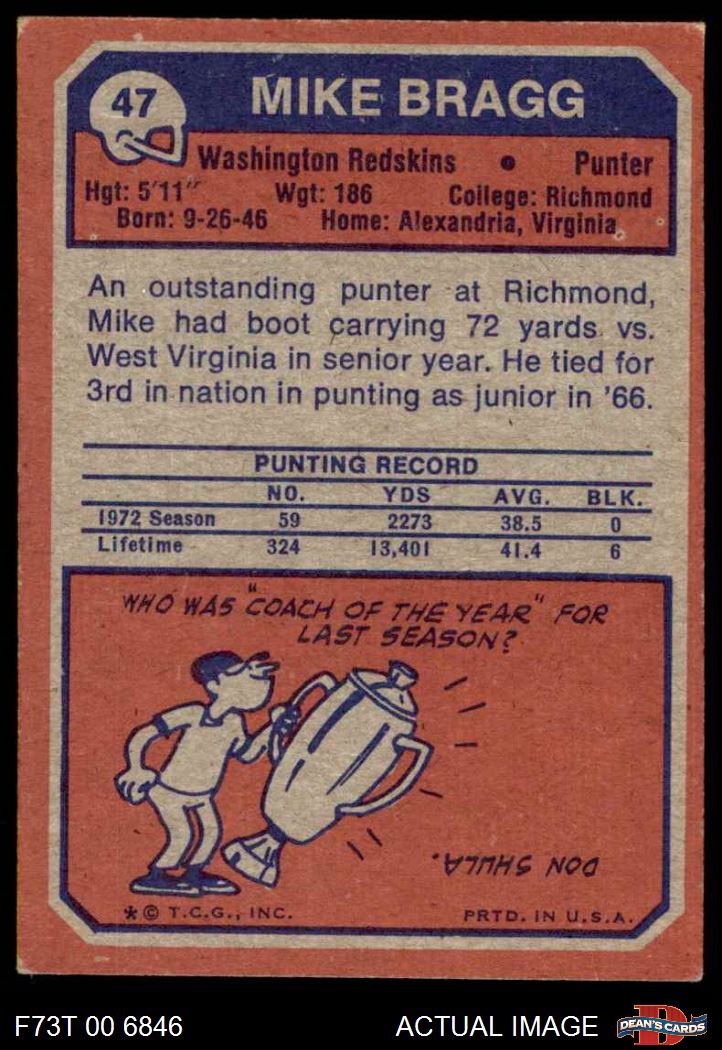 47
MIKE BRAGG
Washington Redskins • Punter
Hgt: 5'11" Wgt: 186 College: Richmond
Born: 9-26-46 Home: Alexandria, Virginia
An outstanding punter at Richmond,
Mike had boot carrying 72 yards vs.
West Virginia in senior year. He tied for
3rd in nation in punting as junior in '66.
PUNTING RECORD
NO. YDS AVG. BLK.
1972 Season 59 2273 38.5 0
Lifetime 324 13,401 41.4 6
WHO WAS "COACH OF THE YEAR" FOR
LAST SEASON?
DON SHULA.
* © T.C.G., INC. PRTD. IN U.S.A.
F73T 00 6846 ACTUAL IMAGE D DEAN'S CARDS